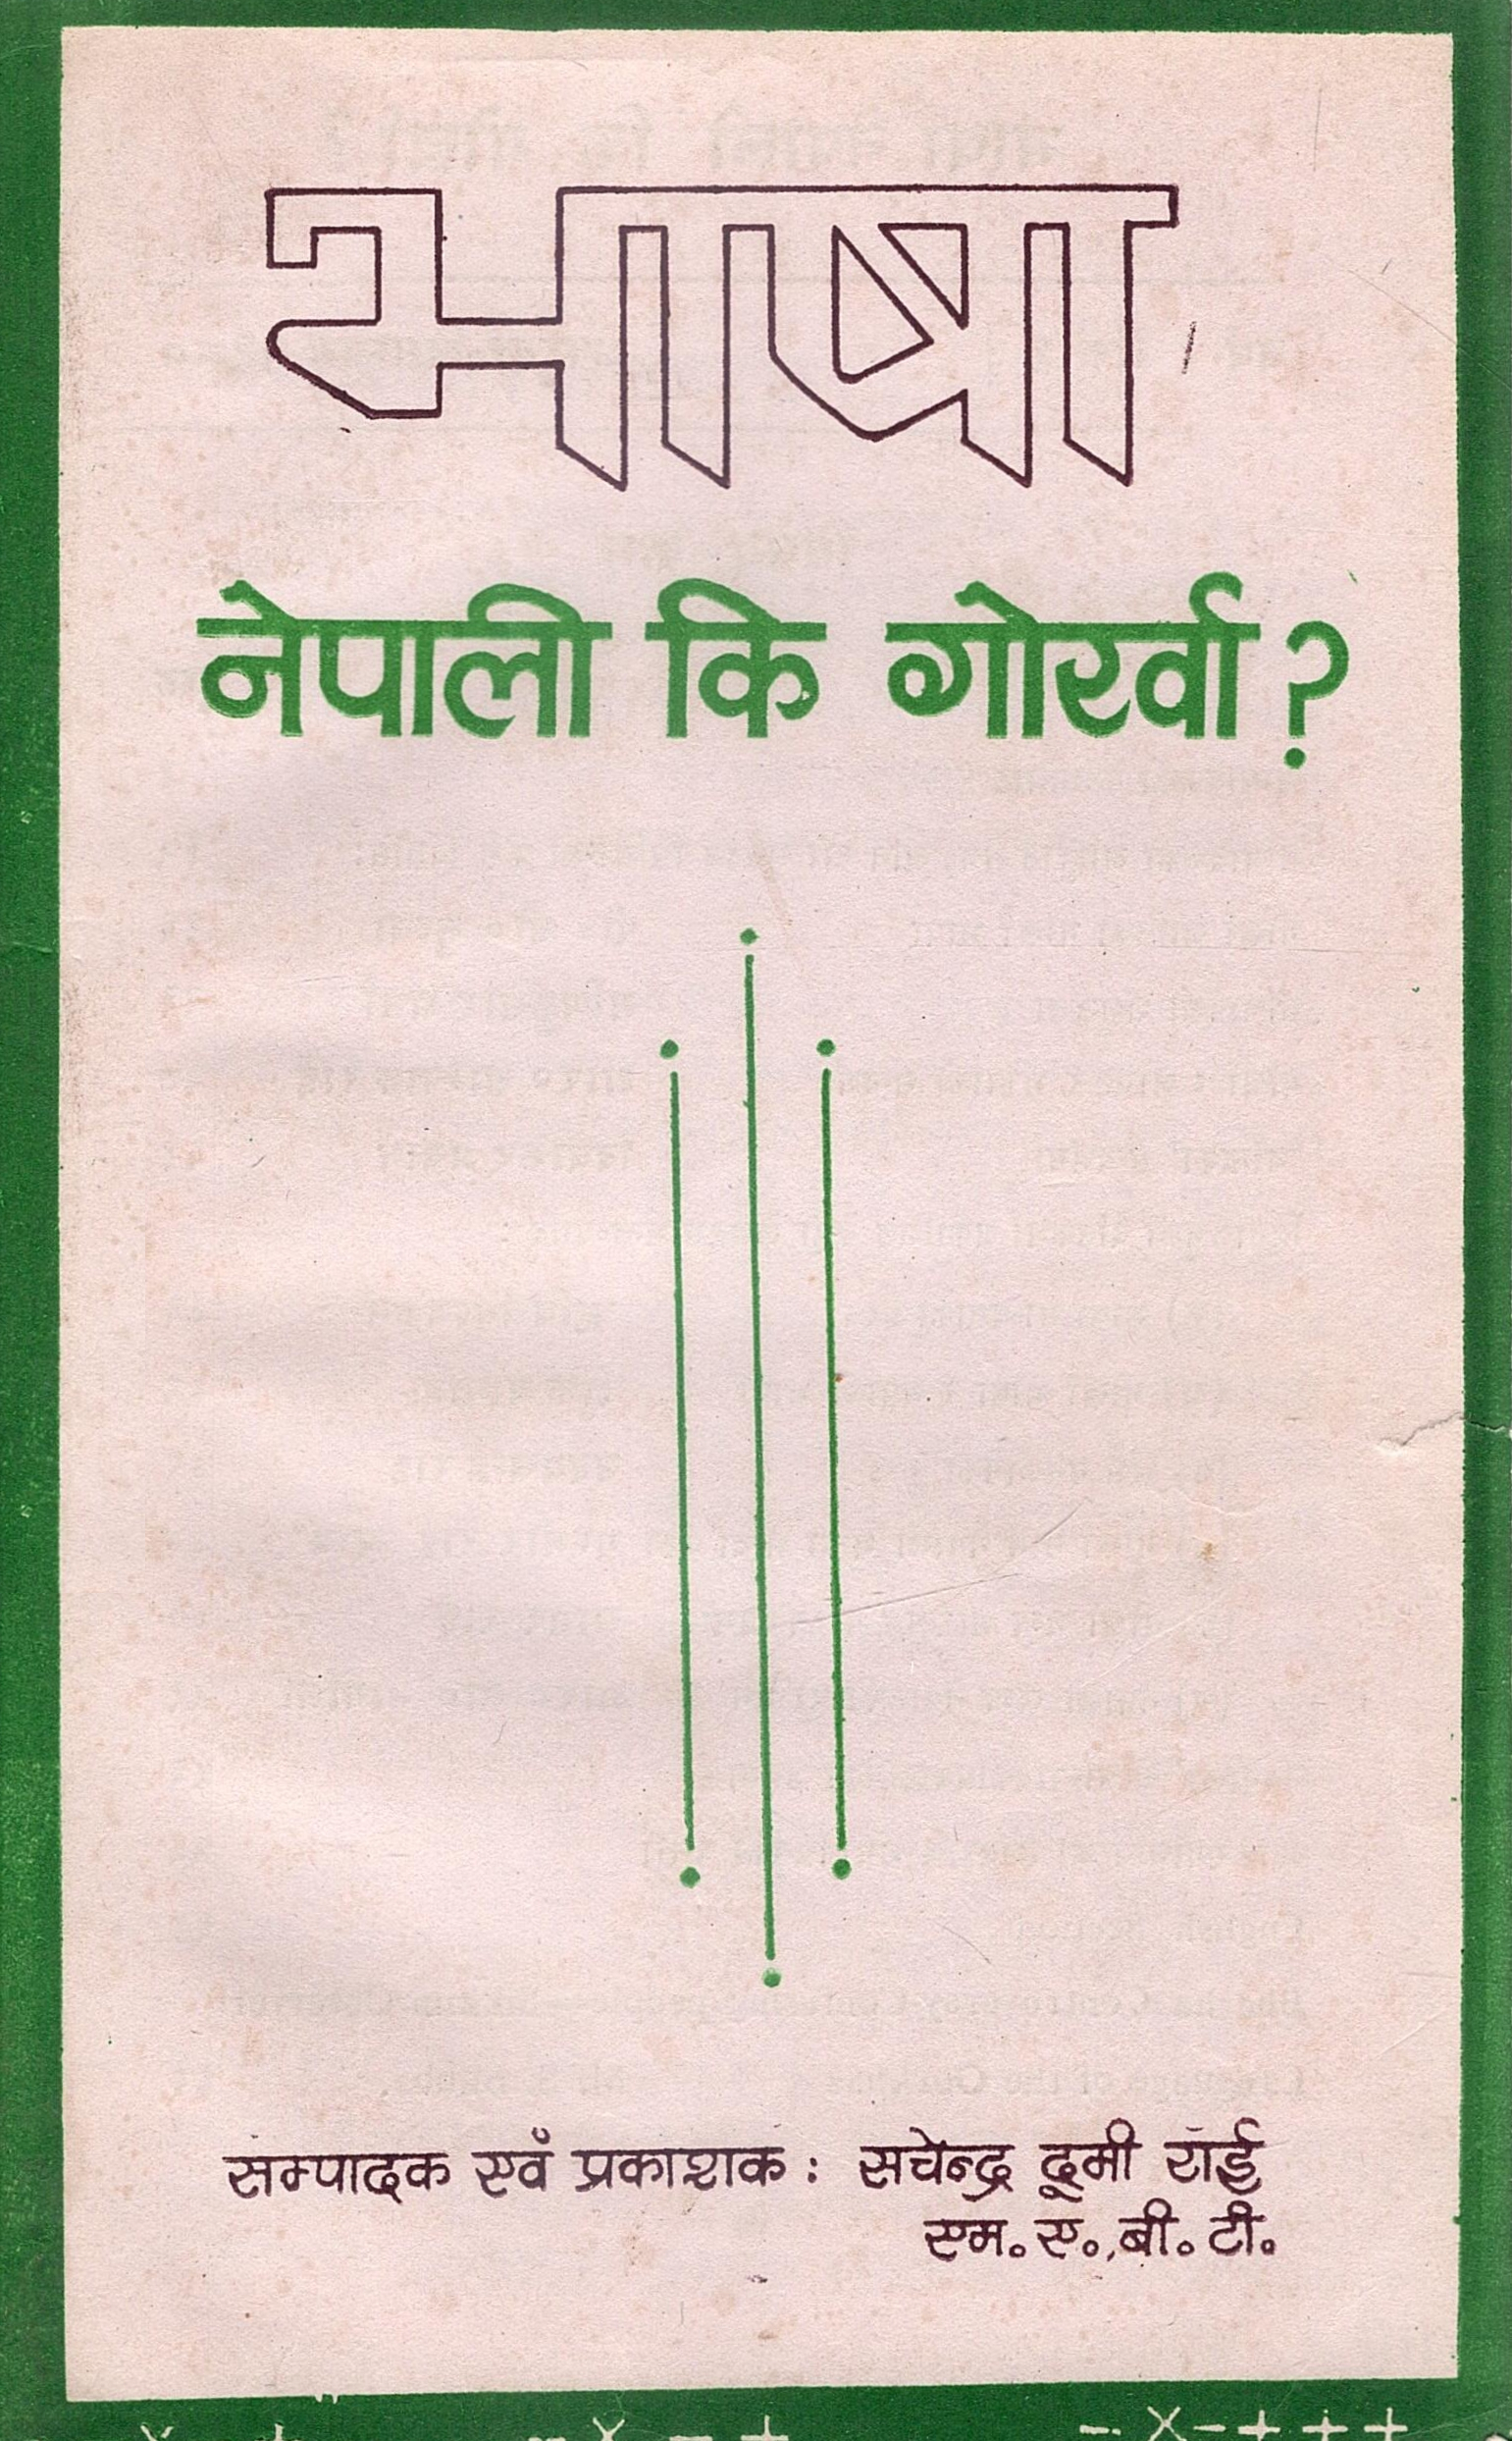 भाषा
नेपाली कि गोर्खा ?
सम्पादक एवं प्रकाशक : सचेन्द्र दूमी राई
एम. ए., बी. टी.